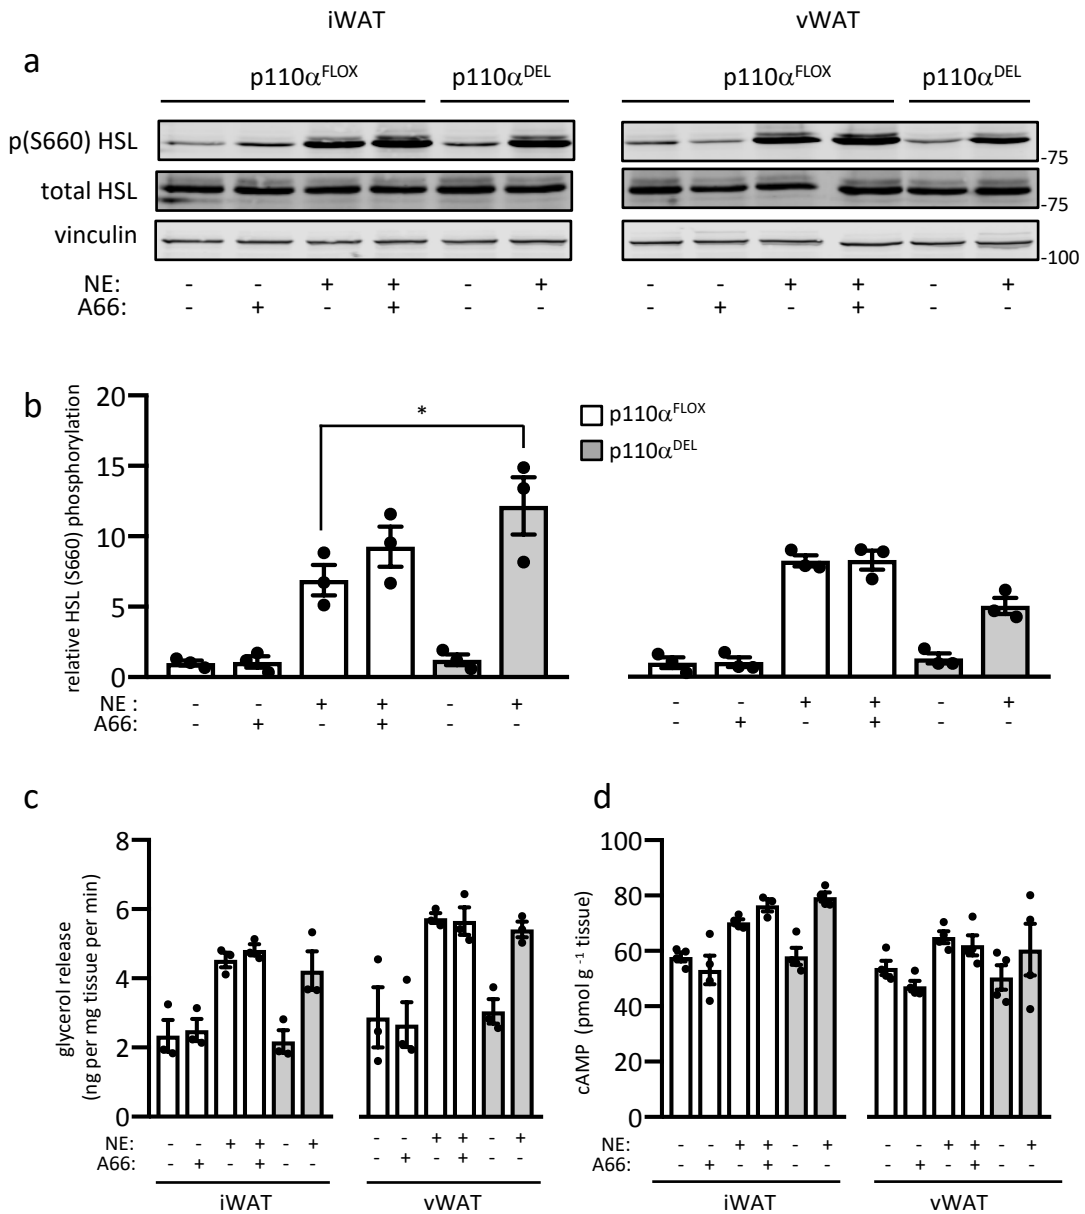 iWAT vWAT
a
p110α^FLOX p110α^DEL p110α^FLOX p110α^DEL
p(S660) HSL
-75
total HSL
-75
vinculin
-100
NE: - - + + - + - - + + - +
A66: - + - + - - - + - + - -
b
relative HSL (S660) phosphorylation
20
15
10
5
0
*
p110α^FLOX
p110α^DEL
NE : - - + + - + - - + + - +
A66: - + - + - - - + - + - -
c
glycerol release
(ng per mg tissue per min)
8
6
4
2
0
NE: - - + + - + - - + + - +
A66: - + - + - - - + - + - -
iWAT vWAT
d
cAMP (pmol g⁻¹ tissue)
100
80
60
40
20
0
NE: - - + + - + - - + + - +
A66: - + - + - - - + - + - -
iWAT vWAT